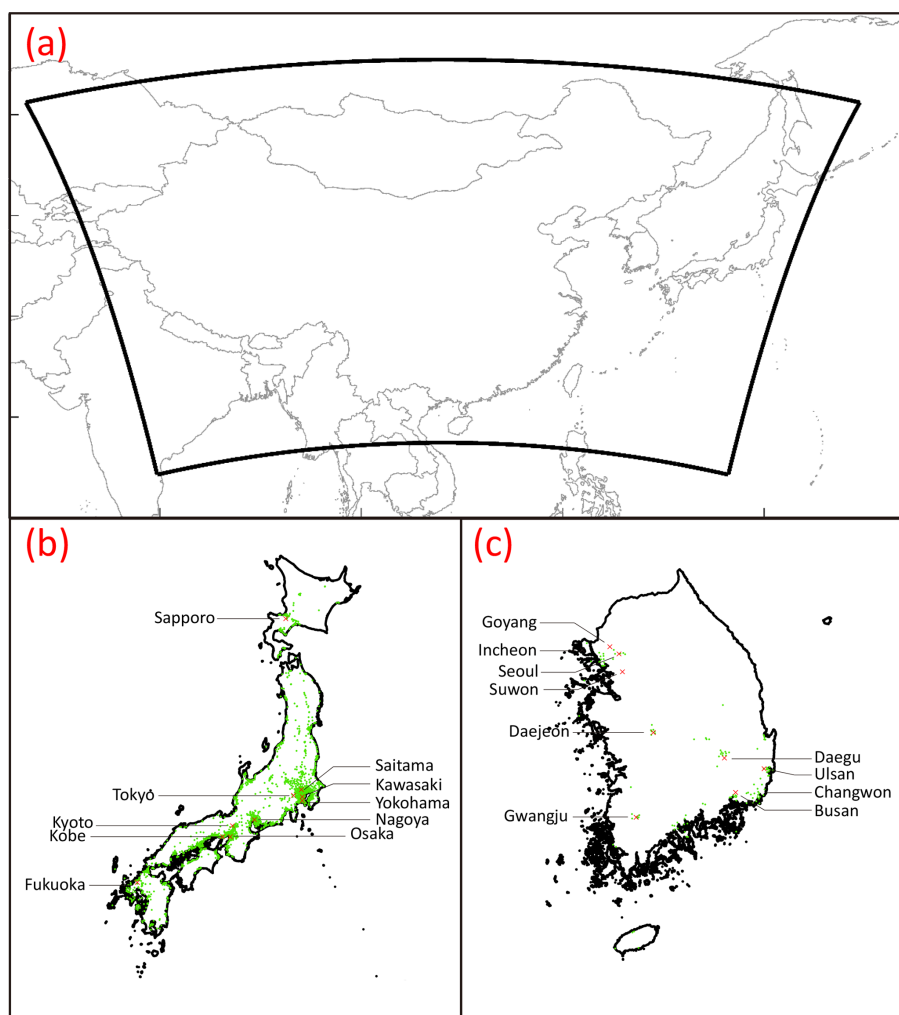 (a)
(b)
Sapporo
Saitama
Kawasaki
Tokyo
Yokohama
Nagoya
Kyoto
Kobe
Osaka
Fukuoka
(c)
Goyang
Incheon
Seoul
Suwon
Daejeon
Daegu
Ulsan
Changwon
Busan
Gwangju